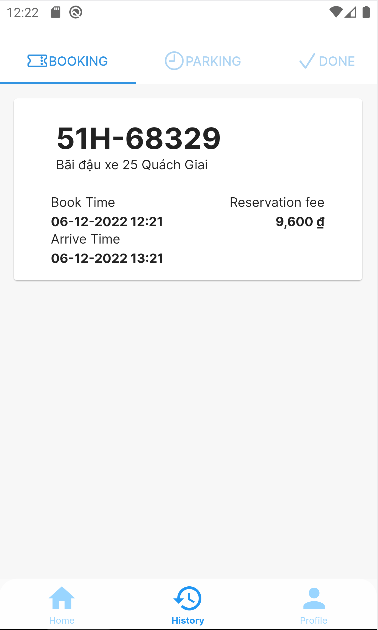 12:22
BOOKING PARKING DONE
51H-68329
Bãi đậu xe 25 Quách Giai
Book Time Reservation fee
06-12-2022 12:21 9,600 ₫
Arrive Time
06-12-2022 13:21
Home History Profile